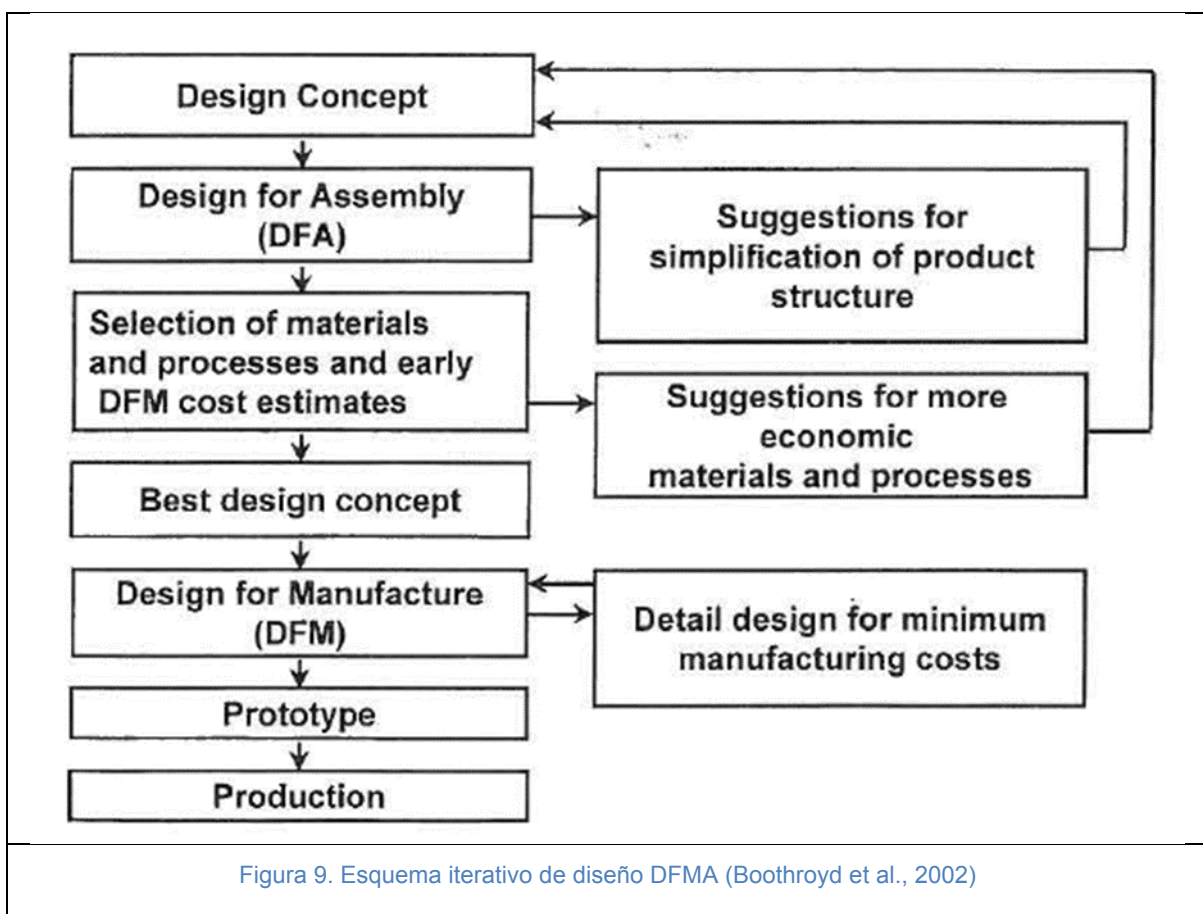 Design Concept
Design for Assembly
(DFA)
Suggestions for
simplification of product
structure
Selection of materials
and processes and early
DFM cost estimates
Suggestions for more
economic
materials and processes
Best design concept
Design for Manufacture
(DFM)
Detail design for minimum
manufacturing costs
Prototype
Production
Figura 9. Esquema iterativo de diseño DFMA (Boothroyd et al., 2002)